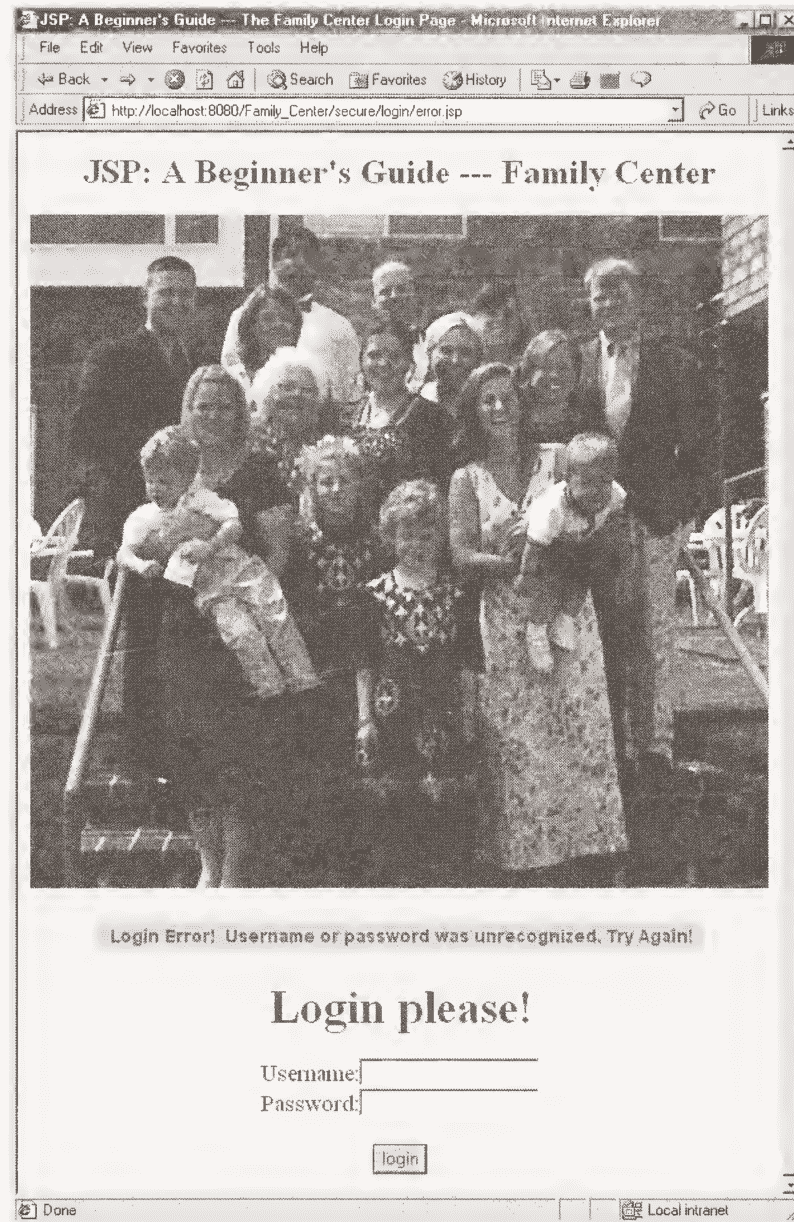 JSP: A Beginner's Guide --- The Family Center Login Page - Microsoft Internet Explorer
File Edit View Favorites Tools Help
Back Search Favorites History
Address http://localhost:8080/Family_Center/secure/login/error.jsp Go Links
JSP: A Beginner's Guide --- Family Center
Login Error! Username or password was unrecognized. Try Again!
Login please!
Username:
Password:
login
Done Local intranet